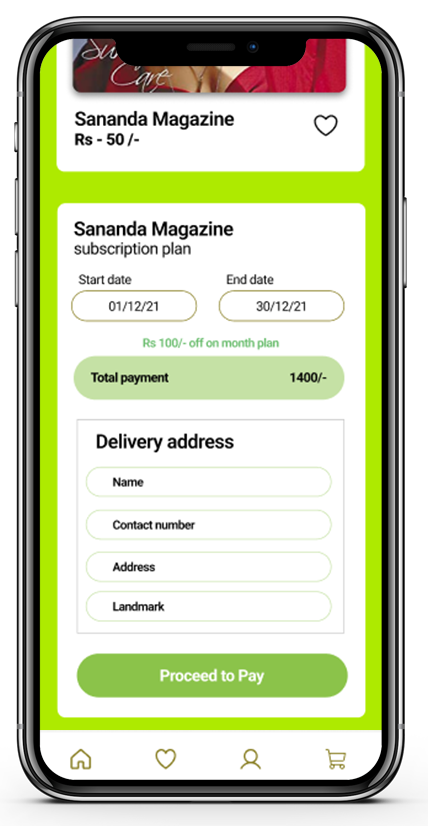 Care
Sananda Magazine
Rs - 50 /-
Sananda Magazine
subscription plan
Start date End date
01/12/21 30/12/21
Rs 100/- off on month plan
Total payment 1400/-
Delivery address
Name
Contact number
Address
Landmark
Proceed to Pay